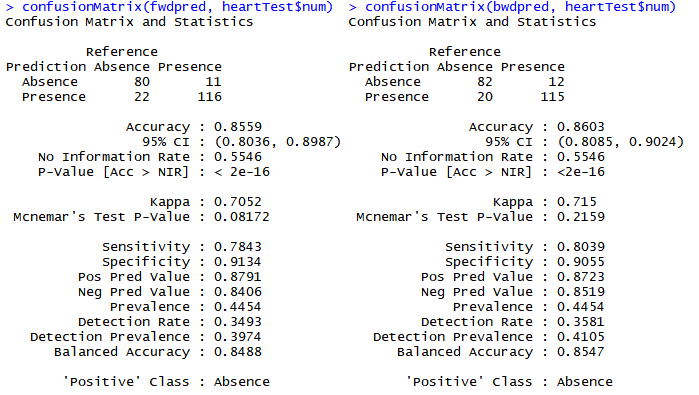 > confusionMatrix(fwdpred, heartTest$num)
Confusion Matrix and Statistics
Reference
Prediction Absence Presence
Absence 80 11
Presence 22 116
Accuracy : 0.8559
95% CI : (0.8036, 0.8987)
No Information Rate : 0.5546
P-Value [Acc > NIR] : < 2e-16
Kappa : 0.7052
Mcnemar's Test P-Value : 0.08172
Sensitivity : 0.7843
Specificity : 0.9134
Pos Pred Value : 0.8791
Neg Pred Value : 0.8406
Prevalence : 0.4454
Detection Rate : 0.3493
Detection Prevalence : 0.3974
Balanced Accuracy : 0.8488
'Positive' Class : Absence
> confusionMatrix(bwdpred, heartTest$num)
Confusion Matrix and Statistics
Reference
Prediction Absence Presence
Absence 82 12
Presence 20 115
Accuracy : 0.8603
95% CI : (0.8085, 0.9024)
No Information Rate : 0.5546
P-Value [Acc > NIR] : <2e-16
Kappa : 0.715
Mcnemar's Test P-Value : 0.2159
Sensitivity : 0.8039
Specificity : 0.9055
Pos Pred Value : 0.8723
Neg Pred Value : 0.8519
Prevalence : 0.4454
Detection Rate : 0.3581
Detection Prevalence : 0.4105
Balanced Accuracy : 0.8547
'Positive' Class : Absence